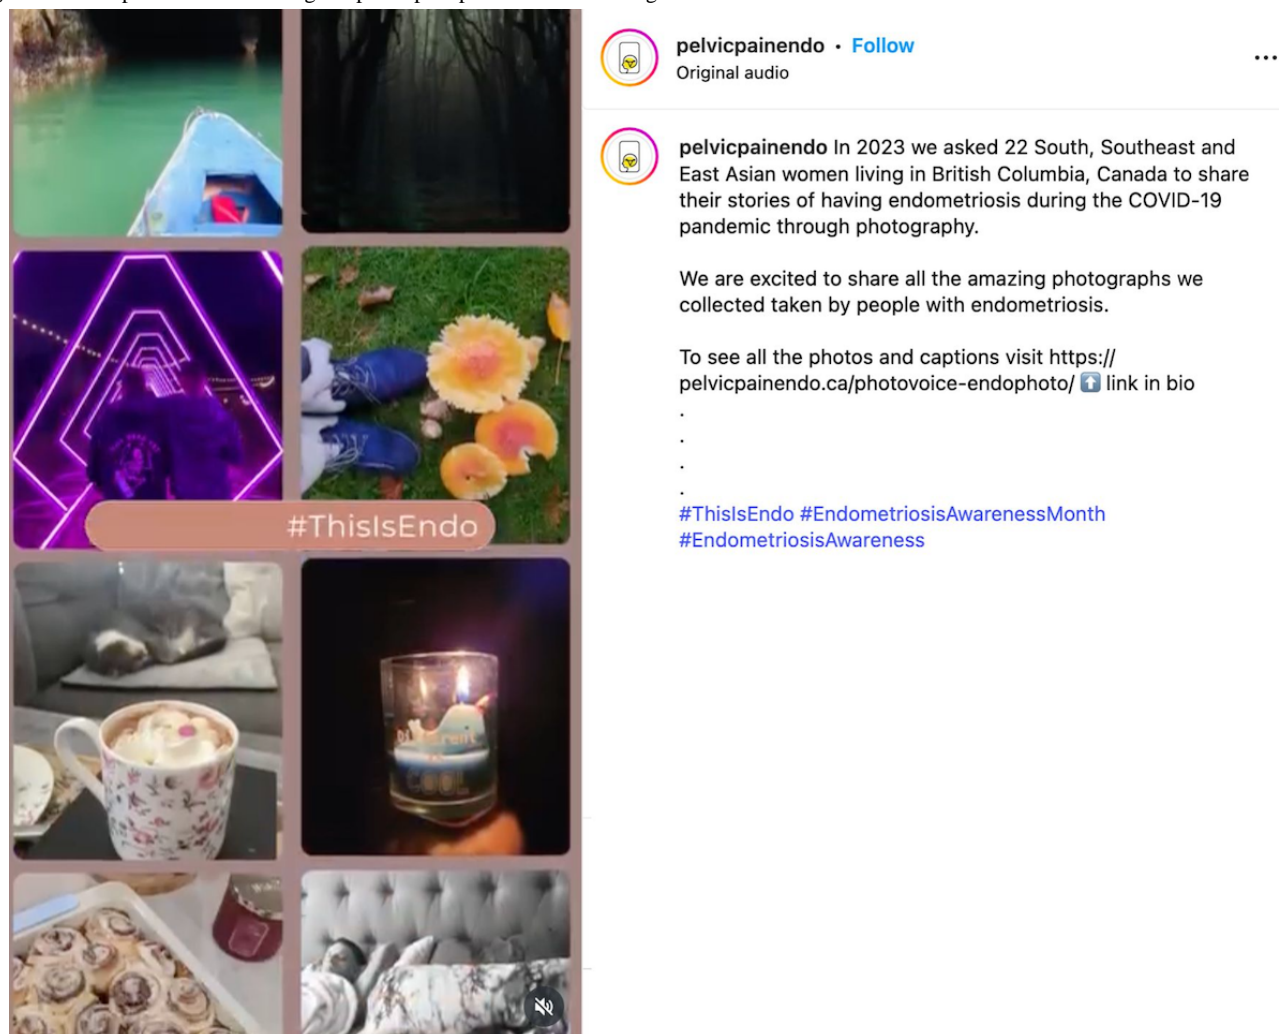 pelvicpainendo • Follow
Original audio
pelvicpainendo In 2023 we asked 22 South, Southeast and
East Asian women living in British Columbia, Canada to share
their stories of having endometriosis during the COVID-19
pandemic through photography.
We are excited to share all the amazing photographs we
collected taken by people with endometriosis.
To see all the photos and captions visit https://
pelvicpainendo.ca/photovoice-endophoto/ ⬆️ link in bio
.
.
.
.
#ThisIsEndo #EndometriosisAwarenessMonth
#EndometriosisAwareness
#ThisIsEndo
Different
COOL